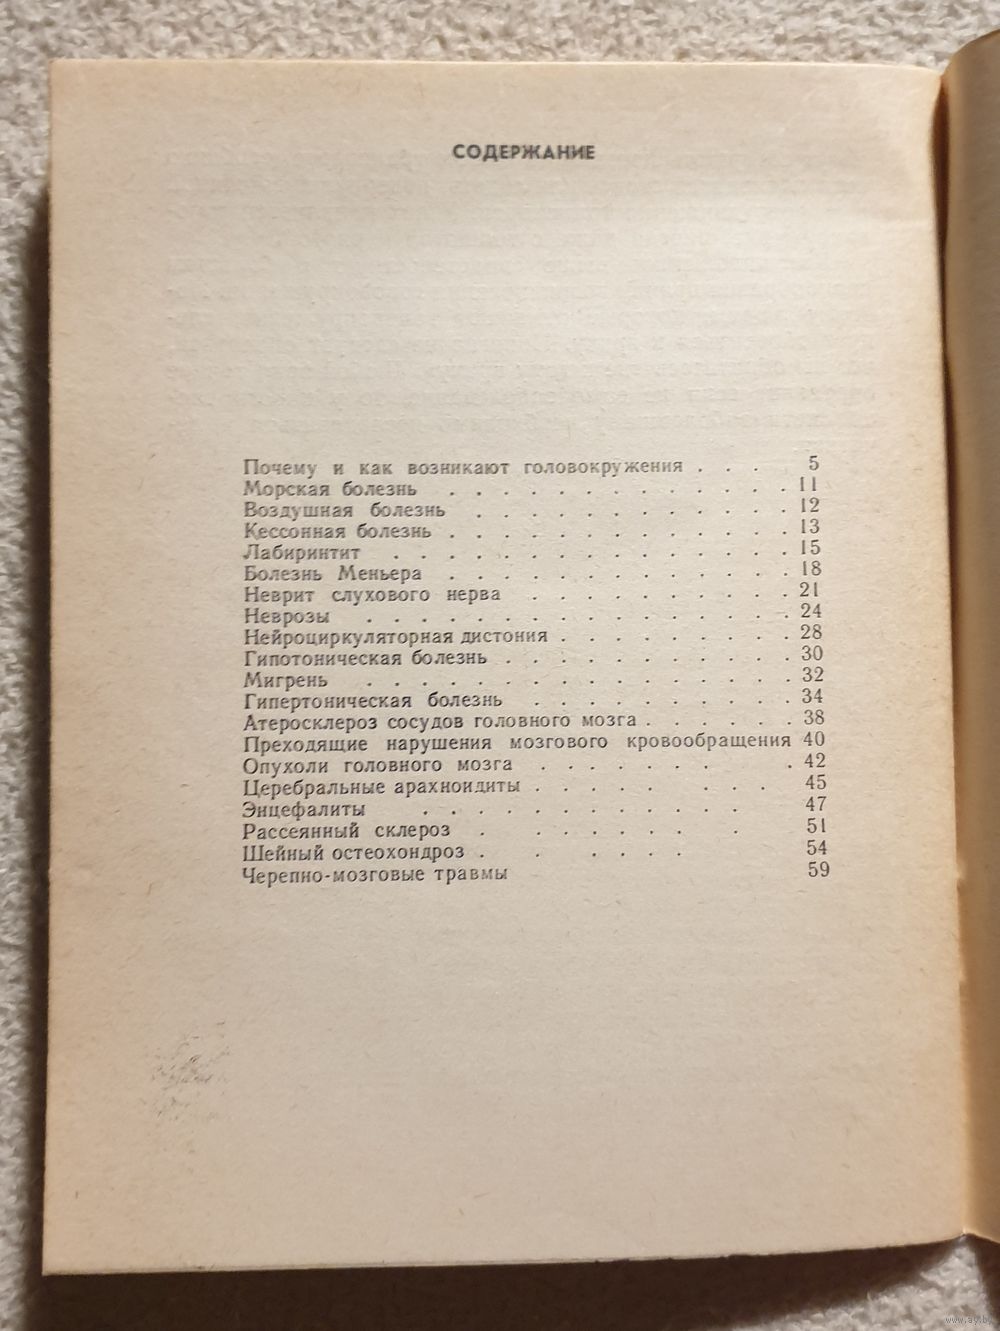 СОДЕРЖАНИЕ
Почему и как возникают головокружения . . . 5
Морская болезнь . . . . . . . . . . . . . . 11
Воздушная болезнь . . . . . . . . . . . . . 12
Кессонная болезнь . . . . . . . . . . . . . . 13
Лабиринтит . . . . . . . . . . . . . . . . 15
Болезнь Меньера . . . . . . . . . . . . . . 18
Неврит слухового нерва . . . . . . . . . . 21
Неврозы . . . . . . . . . . . . . . . . . 24
Нейроциркуляторная дистония . . . . . . . . . 28
Гипотоническая болезнь . . . . . . . . . . . 30
Мигрень . . . . . . . . . . . . . . . . . 32
Гипертоническая болезнь . . . . . . . . . . 34
Атеросклероз сосудов головного мозга . . . . . . 38
Преходящие нарушения мозгового кровообращения 40
Опухоли головного мозга . . . . . . . . 42
Церебральные арахноидиты . . . . . . . . 45
Энцефалиты . . . . . . . . . . . . . 47
Рассеянный склероз . . . . . . . . . 51
Шейный остеохондроз . . . . . . 54
Черепно-мозговые травмы 59
www.ay.by